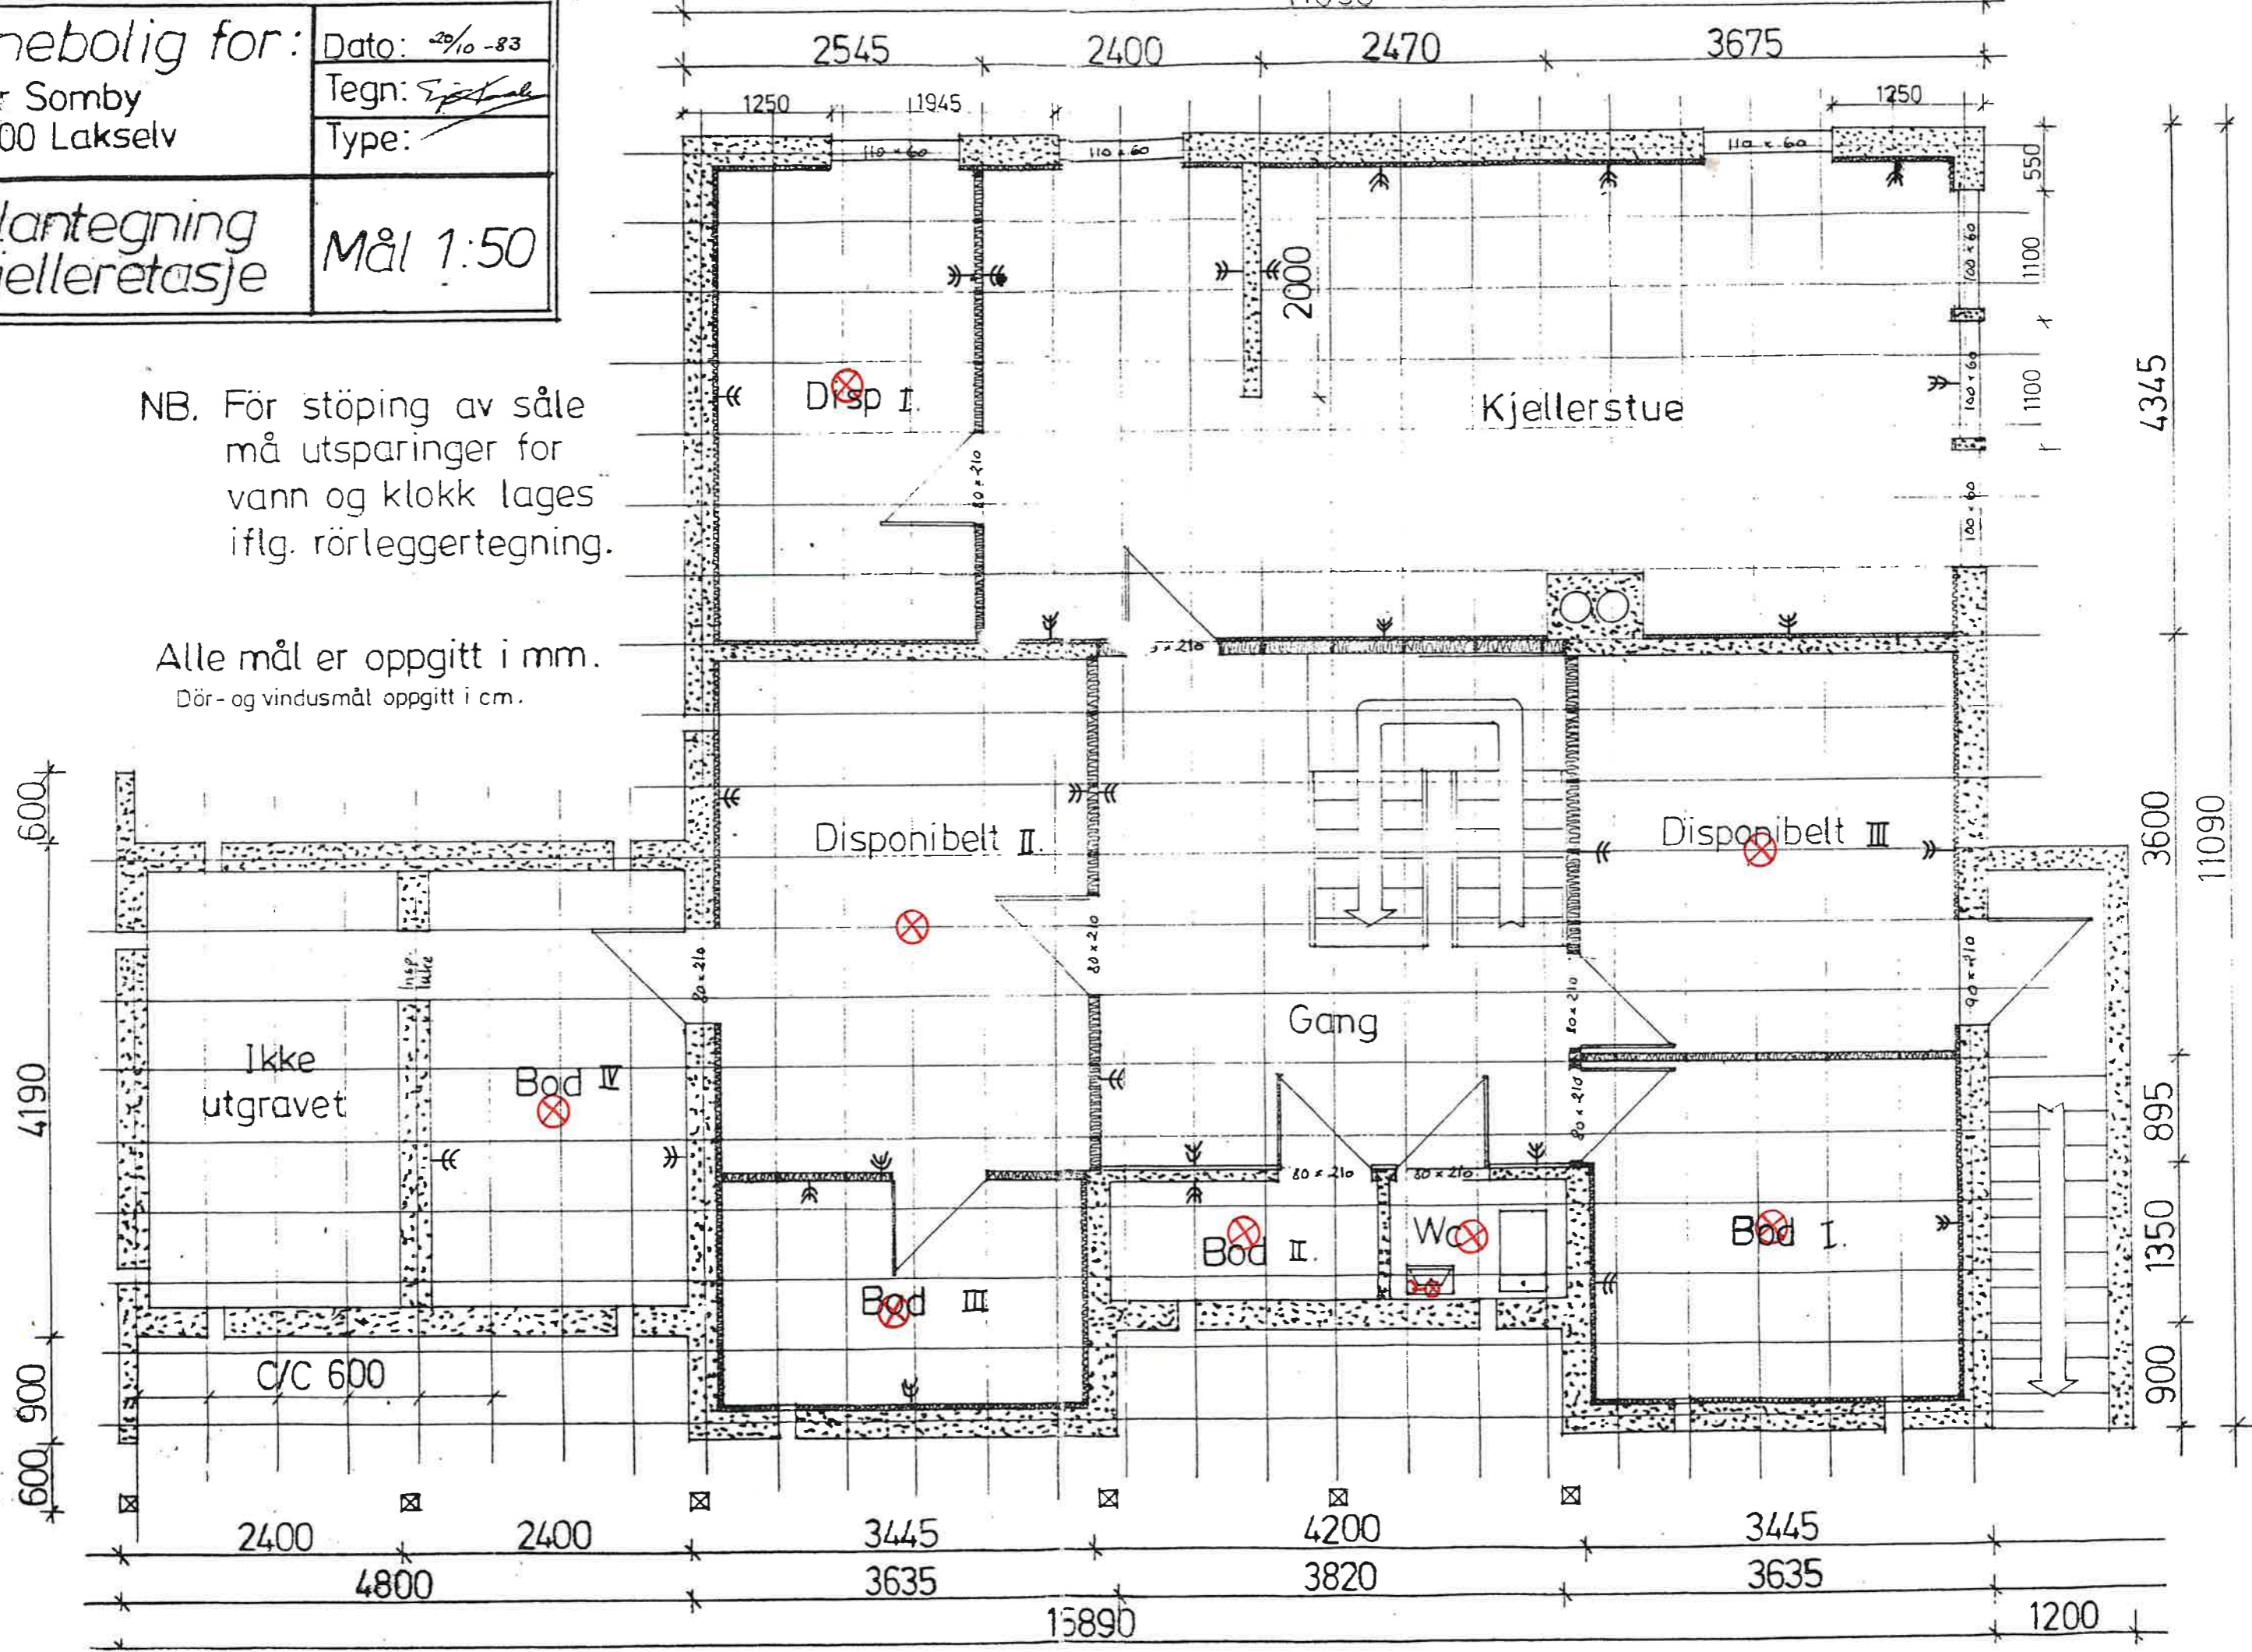 nebolig for:
Somby
00 Lakselv
Dato: 20/10 -83
Tegn:
Type:
lantegning
jelleretasje
Mål 1:50
2545
2400
2470
3675
1250
1945
1250
110 x 60
110 x 60
110 x 60
550
1100
1100
100 x 60
100 x 60
100 x 60
2000
4345
3600
11090
895
1350
900
NB. För stöping av såle
må utsparinger for
vann og klokk lages
iflg. rörleggertegning.
Alle mål er oppgitt i mm.
Dör- og vindusmål oppgitt i cm.
Disp I.
Kjellerstue
80 x 210
x 210
Disponibelt II.
Disponibelt III
80 x 210
80 x 210
80 x 210
90 x 210
Insp.
luke
Gang
Ikke
utgravet
Bod IV
80 x 210
80 x 210
80 x 210
Bod III
Bod II.
Wc
Bod I.
600
4190
900
600
C/C 600
2400
2400
3445
4200
3445
4800
3635
3820
3635
15890
1200